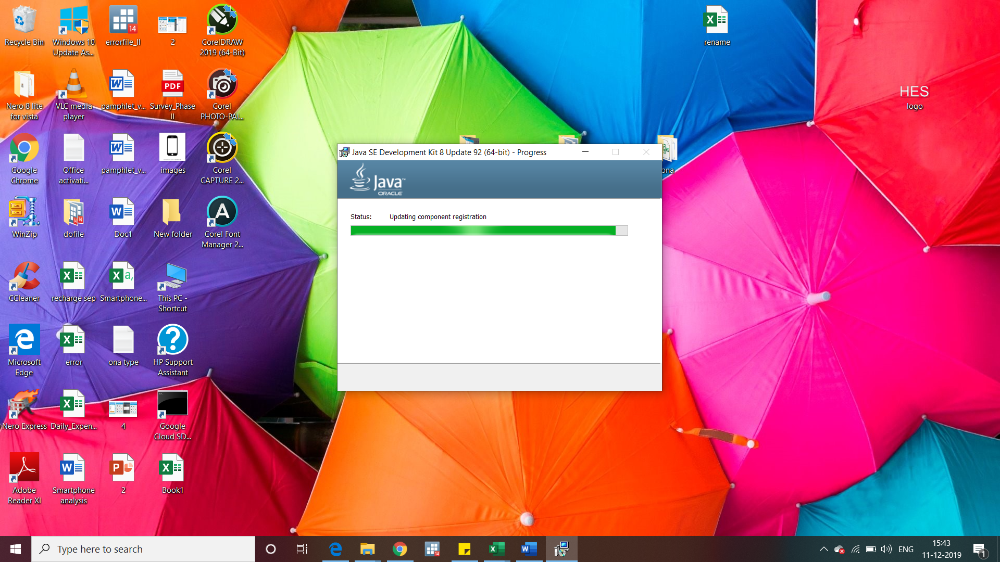 Recycle Bin
Windows 10
Update As...
errorfile_II
14
2
CorelDRAW
2019 (64-Bit)
rename
Nero 8 lite
for vista
VLC media
player
pamphlet_v...
PDF
Survey_Phase
II
Corel
PHOTO-PAI...
HES
logo
Google
Chrome
Office
activati...
pamphlet_v...
images
Corel
CAPTURE 2...
ona
Java SE Development Kit 8 Update 92 (64-bit) - Progress
Java™
ORACLE
Status: Updating component registration
WinZip
dofile
Doc1
New folder
Corel Font
Manager 2...
CCleaner
recharge sep
Smartphone...
This PC -
Shortcut
Microsoft
Edge
error
ona type
HP Support
Assistant
Nero Express
Daily_Expen...
4
Google
Cloud SD...
Adobe
Reader XI
Smartphone
analysis
2
Book1
Type here to search
14
ENG
15:43
11-12-2019
1